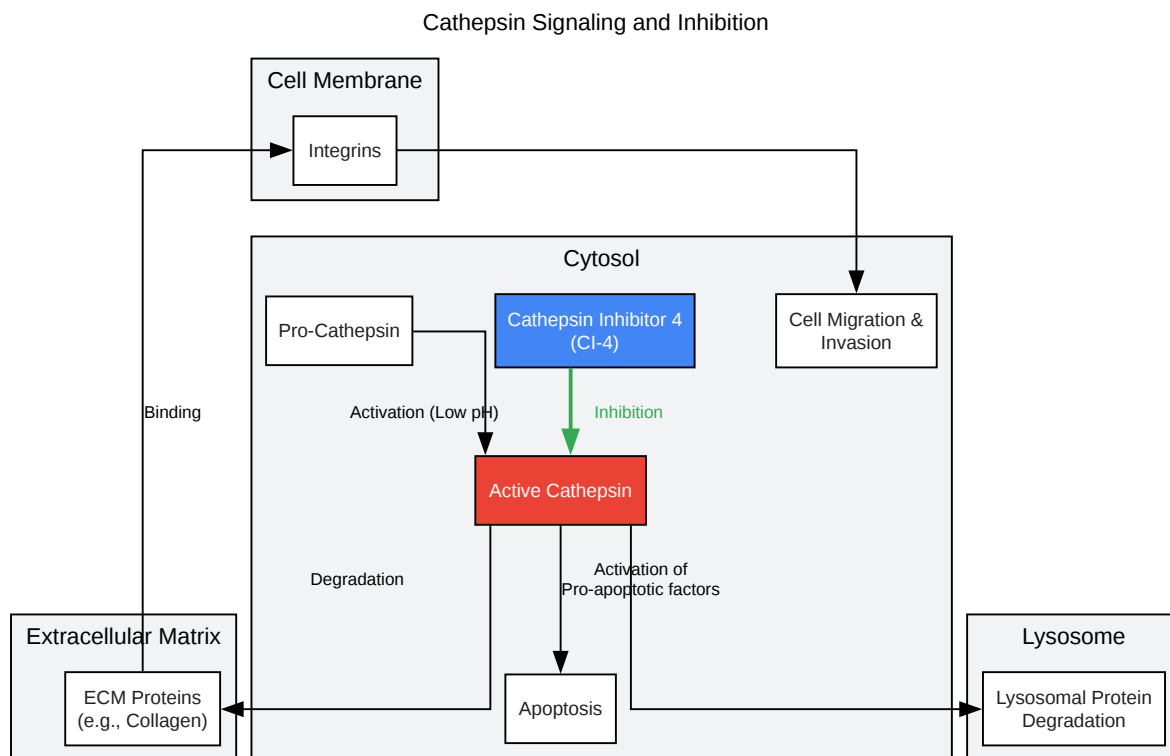 Cathepsin Signaling and Inhibition
Cell Membrane
Integrins
Cytosol
Pro-Cathepsin
Cathepsin Inhibitor 4
(CI-4)
Cell Migration &
Invasion
Binding
Activation (Low pH)
Inhibition
Active Cathepsin
Degradation
Activation of
Pro-apoptotic factors
Extracellular Matrix
ECM Proteins
(e.g., Collagen)
Apoptosis
Lysosome
Lysosomal Protein
Degradation